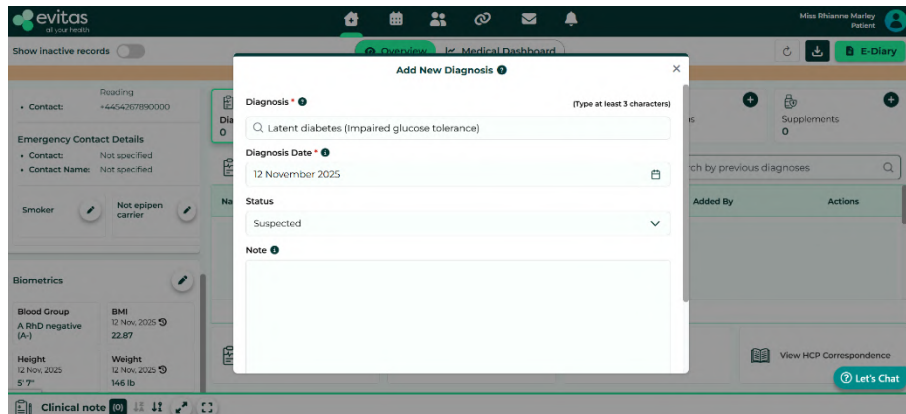 evitas
all your health
Miss Rhianne Marley
Patient
Show inactive records
Overview
Medical Dashboard
E-Diary
Reading
• Contact: +4454267890000
Emergency Contact Details
• Contact: Not specified
• Contact Name: Not specified
Smoker
Not epipen
carrier
Biometrics
Blood Group
A RhD negative
(A-)
BMI
12 Nov, 2025
22.87
Height
12 Nov, 2025
5' 7"
Weight
12 Nov, 2025
146 lb
Dia
0
Na
Add New Diagnosis
Diagnosis *
(Type at least 3 characters)
Latent diabetes (Impaired glucose tolerance)
Diagnosis Date *
12 November 2025
Status
Suspected
Note
Supplements
0
rch by previous diagnoses
Added By
Actions
View HCP Correspondence
Let's Chat
Clinical note (0)